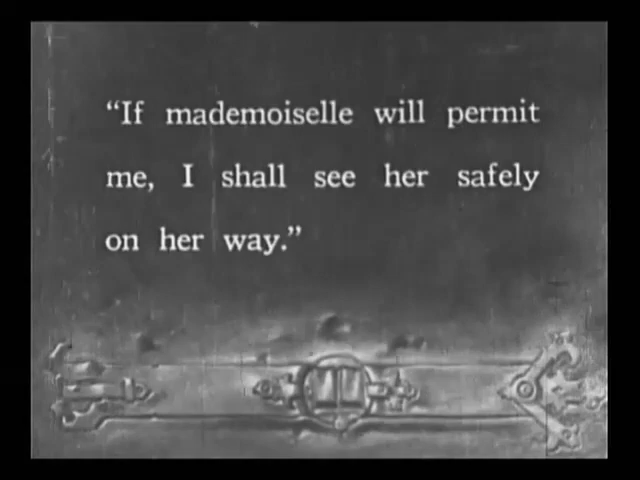 “If mademoiselle will permit
me, I shall see her safely
on her way.”